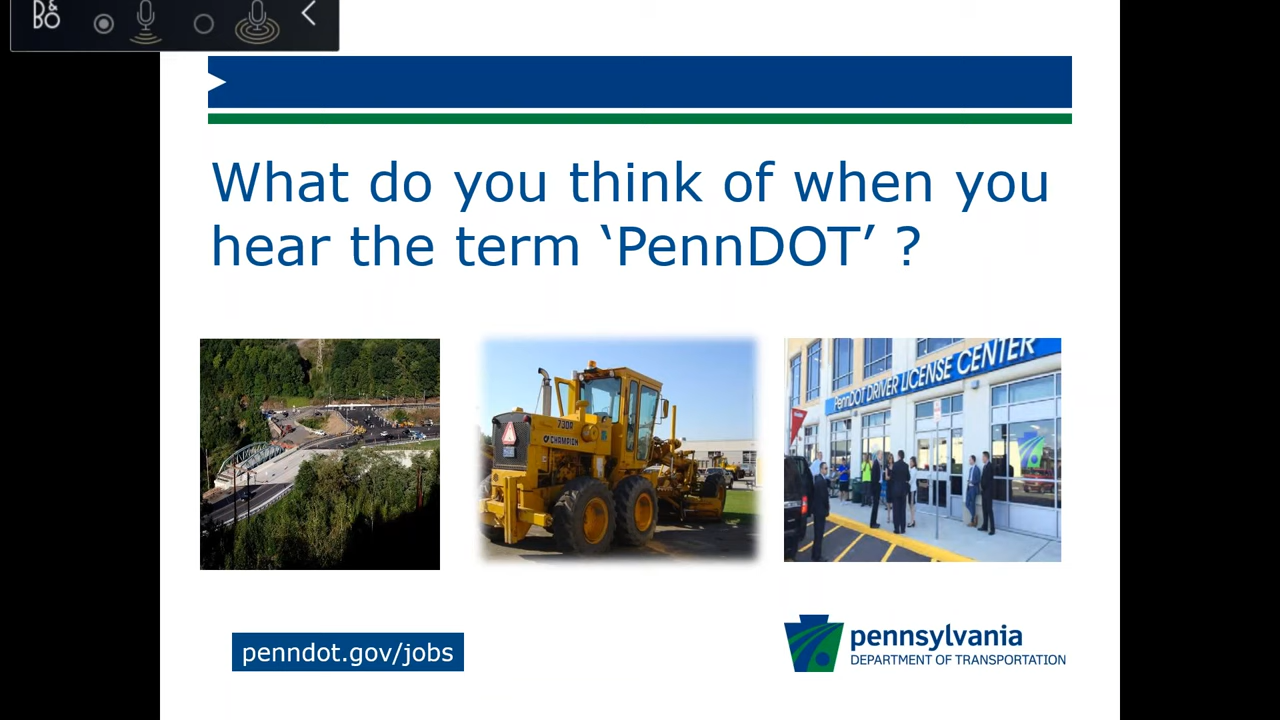 B&O
What do you think of when you
hear the term ‘PennDOT’ ?
730A
CHAMPION
PennDOT DRIVER LICENSE CENTER
penndot.gov/jobs
pennsylvania
DEPARTMENT OF TRANSPORTATION